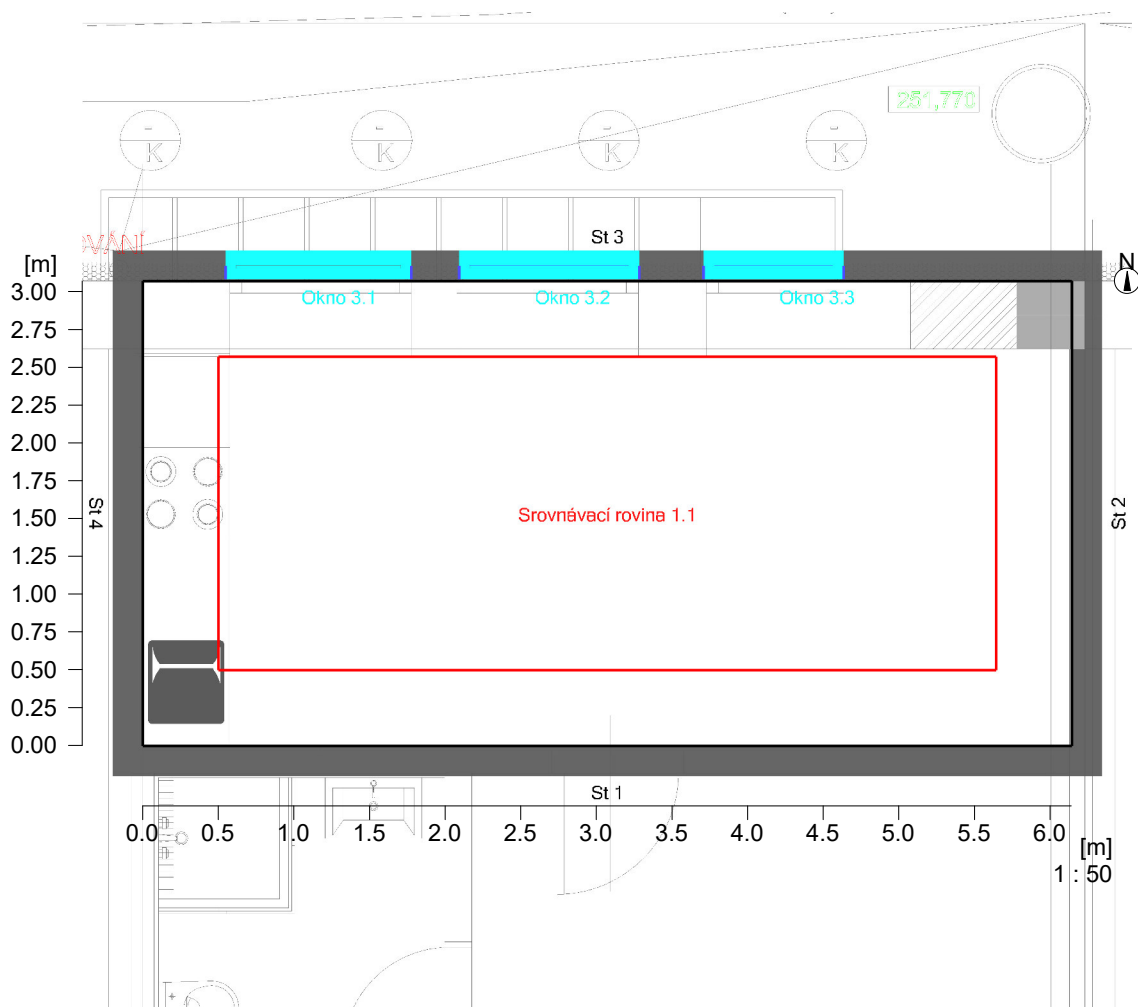 251,770
- - - -
K K K K
OVÁNÍ
St 3
[m]
N
Okno 3.1 Okno 3.2 Okno 3.3
3.00
2.75
2.50
2.25
2.00
1.75
1.50
1.25
1.00
0.75
0.50
0.25
0.00
St 4
Srovnávací rovina 1.1
St 2
St 1
0.0 0.5 1.0 1.5 2.0 2.5 3.0 3.5 4.0 4.5 5.0 5.5 6.0
[m]
1 : 50